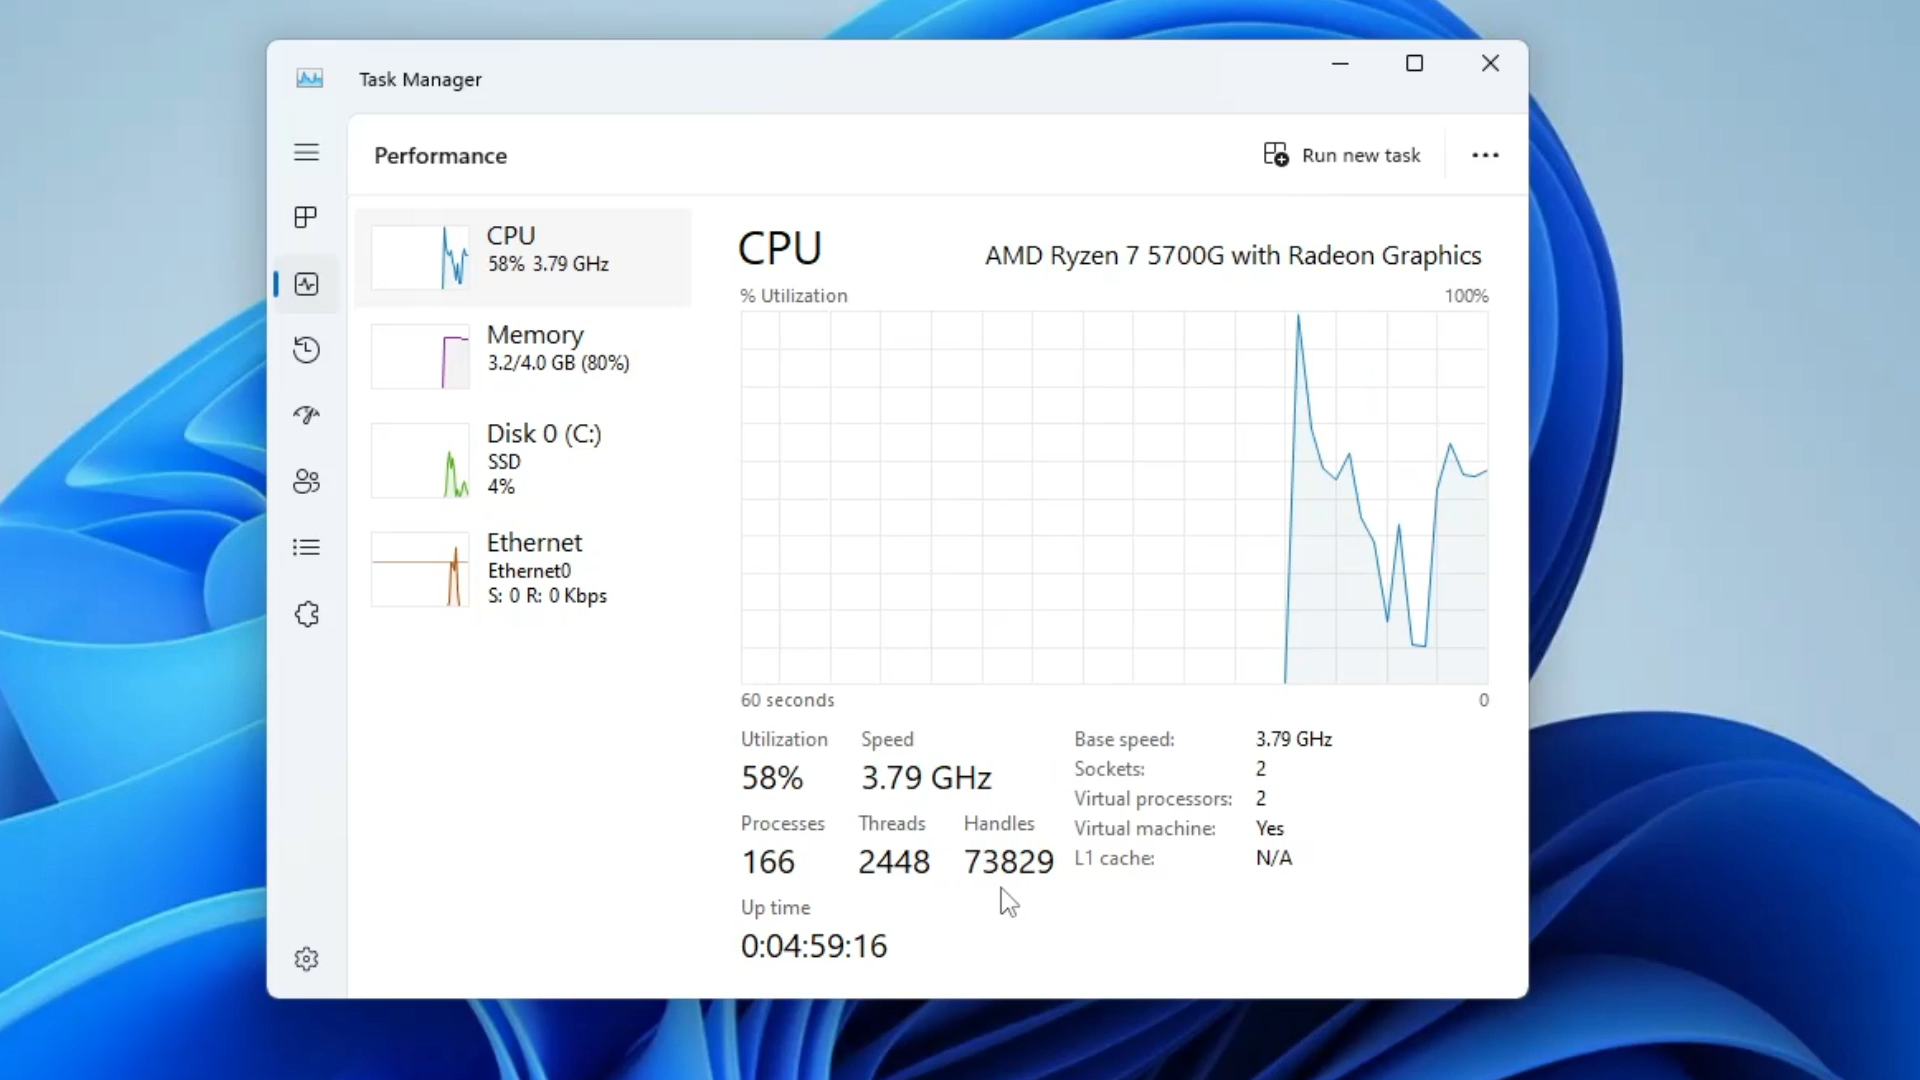 Task Manager
Performance
Run new task
CPU
58% 3.79 GHz
Memory
3.2/4.0 GB (80%)
Disk 0 (C:)
SSD
4%
Ethernet
Ethernet0
S: 0 R: 0 Kbps
CPU
AMD Ryzen 7 5700G with Radeon Graphics
% Utilization
100%
60 seconds
0
Utilization
Speed
58%
3.79 GHz
Processes
Threads
Handles
166
2448
73829
Up time
0:04:59:16
Base speed: 3.79 GHz
Sockets: 2
Virtual processors: 2
Virtual machine: Yes
L1 cache: N/A